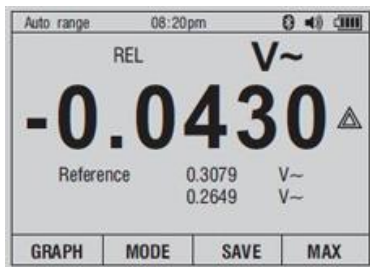 Auto range 08:20pm
REL V~
-0.0430
Reference 0.3079 V~
0.2649 V~
GRAPH MODE SAVE MAX